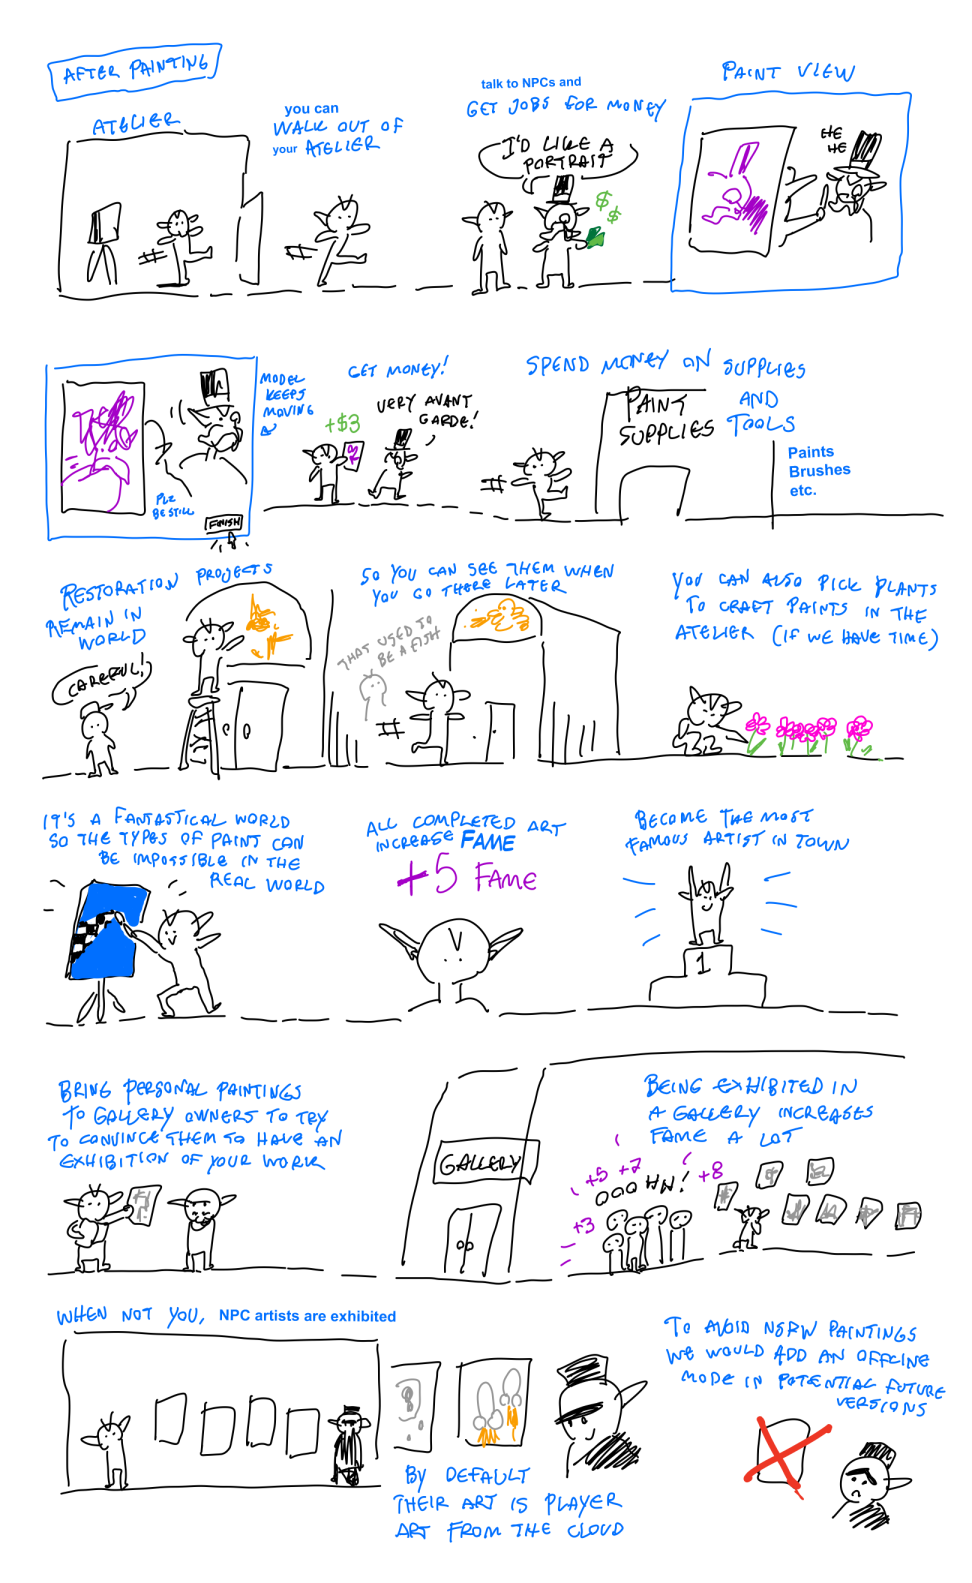 AFTER PAINTING
ATELIER
you can
WALK OUT OF
your ATELIER
talk to NPCs and
GET JOBS FOR MONEY
I'D LIKE A
PORTRAIT
$
$
PAINT VIEW
HE
HE
MODEL
KEEPS
MOVING
PLZ
BE STILL
FINISH
GET MONEY!
+$3
VERY AVANT
GARDE!
SPEND MONEY ON SUPPLIES
AND
TOOLS
PAINT
SUPPLIES
Paints
Brushes
etc.
RESTORATION PROJECTS
REMAIN IN
WORLD
CAREFUL!
SO YOU CAN SEE THEM WHEN
YOU GO THERE LATER
THAT USED TO
BE A FISH
YOU CAN ALSO PICK PLANTS
TO CRAFT PAINTS IN THE
ATELIER (IF WE HAVE TIME)
IT'S A FANTASTICAL WORLD
SO THE TYPES OF PAINT CAN
BE IMPOSSIBLE IN THE
REAL WORLD
ALL COMPLETED ART
INCREASE FAME
+5 FAME
BECOME THE MOST
FAMOUS ARTIST IN TOWN
1
BRING PERSONAL PAINTINGS
TO GALLERY OWNERS TO TRY
TO CONVINCE THEM TO HAVE AN
EXHIBITION OF YOUR WORK
GALLERY
BEING EXHIBITED IN
A GALLERY INCREASES
FAME A LOT
+5 +7
+8
OOOHH!
+3
WHEN NOT YOU, NPC artists are exhibited
BY DEFAULT
THEIR ART IS PLAYER
ART FROM THE CLOUD
TO AVOID NSFW PAINTINGS
WE WOULD ADD AN OFFLINE
MODE IN POTENTIAL FUTURE
VERSIONS